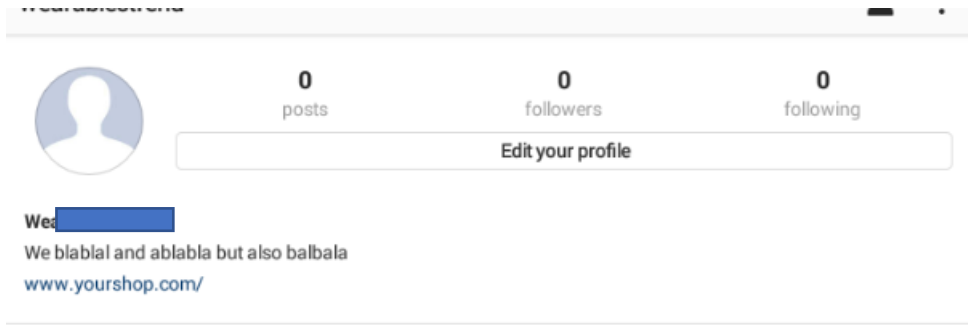 0 0 0
posts followers following
Edit your profile
Wea
We blablal and ablabla but also balbala
www.yourshop.com/